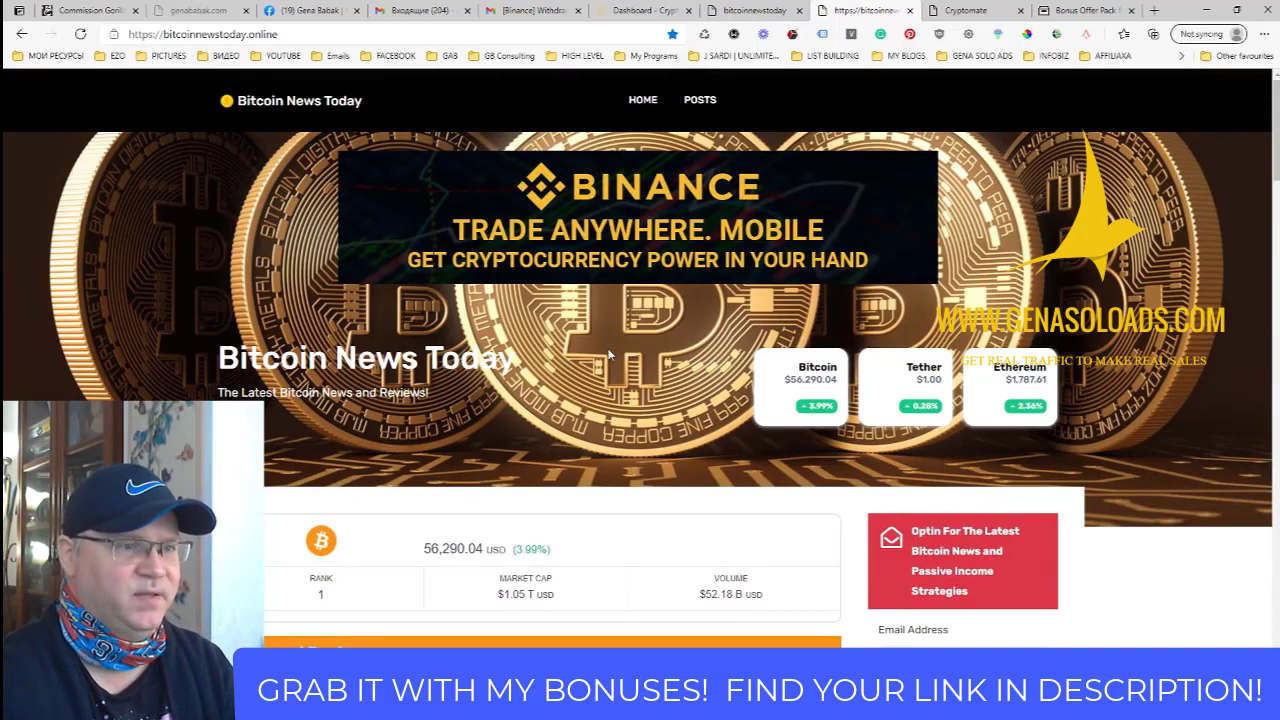 Commission Gorill
genababak.com
(19) Gena Babak |
Входящие (204) -
[Binance] Withdra
Dashboard - Crypt
bitcoinnewstoday
https://bitcoinnew
Cryptomate
Bonus Offer Pack f
https://bitcoinnewstoday.online
Not syncing
МОИ РЕСУРСЫ
EZO
PICTURES
ВИДЕО
YOUTUBE
Emails
FACEBOOK
GAB
GB Consulting
HIGH LEVEL
My Programs
J SARDI | UNLIMITE...
LIST BUILDING
MY BLOGS
GENA SOLO ADS
INFOBIZ
AFFILIAXA
Other favourites
Bitcoin News Today
HOME
POSTS
BINANCE
TRADE ANYWHERE. MOBILE
GET CRYPTOCURRENCY POWER IN YOUR HAND
WWW.GENASOLOADS.COM
GET REAL TRAFFIC TO MAKE REAL SALES
Bitcoin News Today
The Latest Bitcoin News and Reviews!
Bitcoin
$56,290.04
3.99%
Tether
$1.00
0.28%
Ethereum
$1,787.61
2.36%
56,290.04 USD (3.99%)
RANK
1
MARKET CAP
$1.05 T USD
VOLUME
$52.18 B USD
Optin For The Latest
Bitcoin News and
Passive Income
Strategies
Email Address
GRAB IT WITH MY BONUSES! FIND YOUR LINK IN DESCRIPTION!